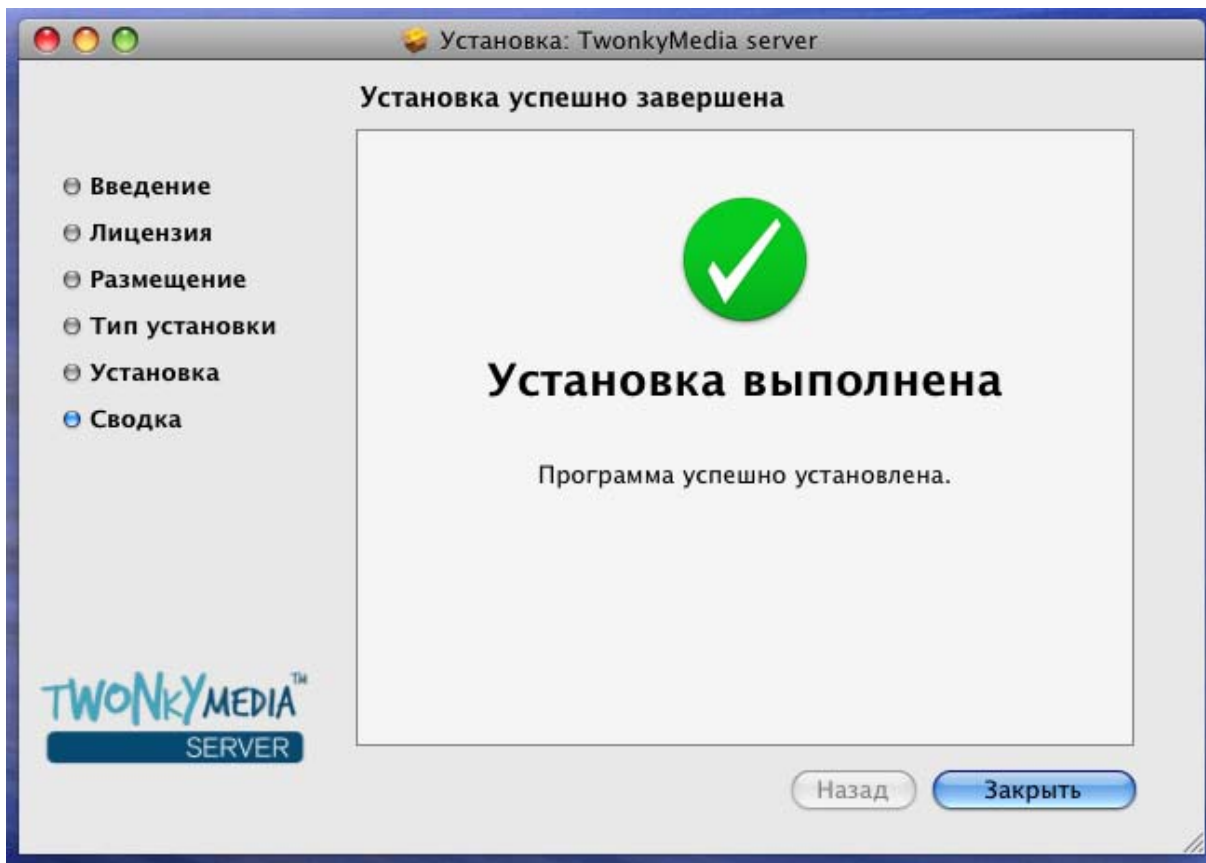 Установка: TwonkyMedia server
Установка успешно завершена
Введение
Лицензия
Размещение
Тип установки
Установка
Сводка
Установка выполнена
Программа успешно установлена.
TWONKYMEDIA™
SERVER
Назад
Закрыть